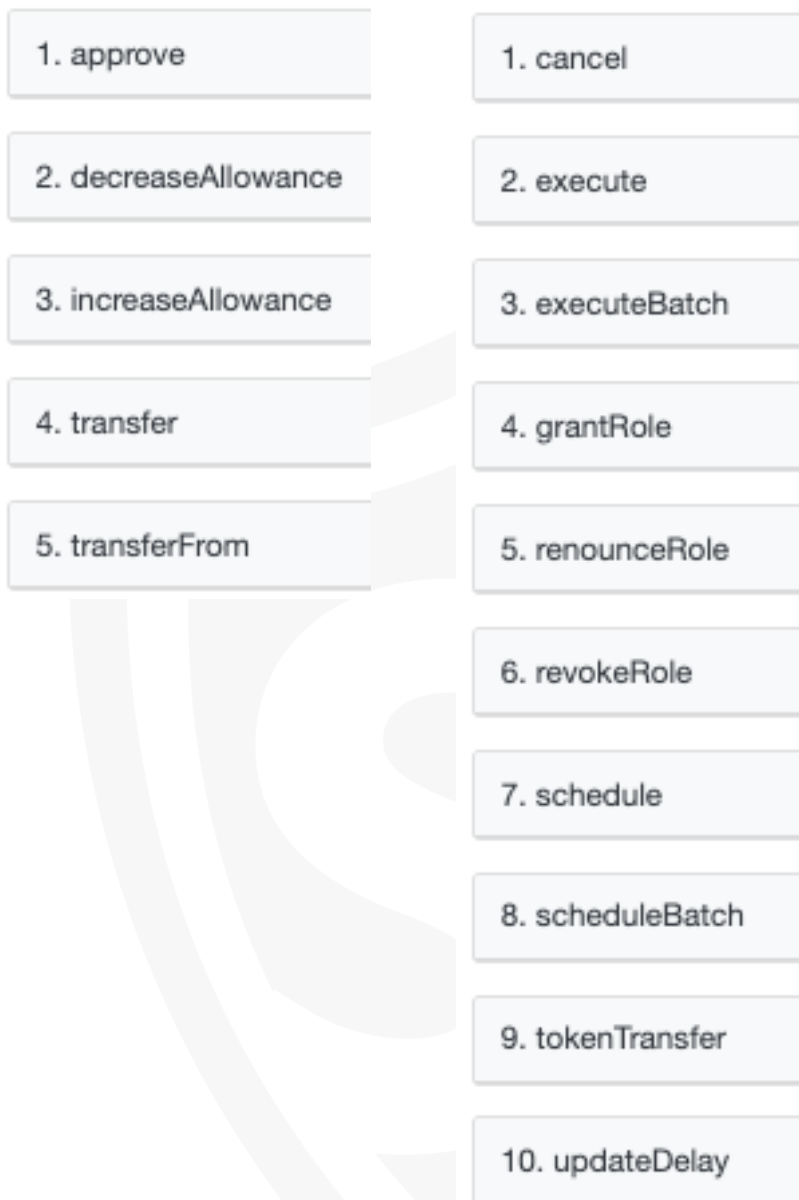 1. approve
2. decreaseAllowance
3. increaseAllowance
4. transfer
5. transferFrom
1. cancel
2. execute
3. executeBatch
4. grantRole
5. renounceRole
6. revokeRole
7. schedule
8. scheduleBatch
9. tokenTransfer
10. updateDelay